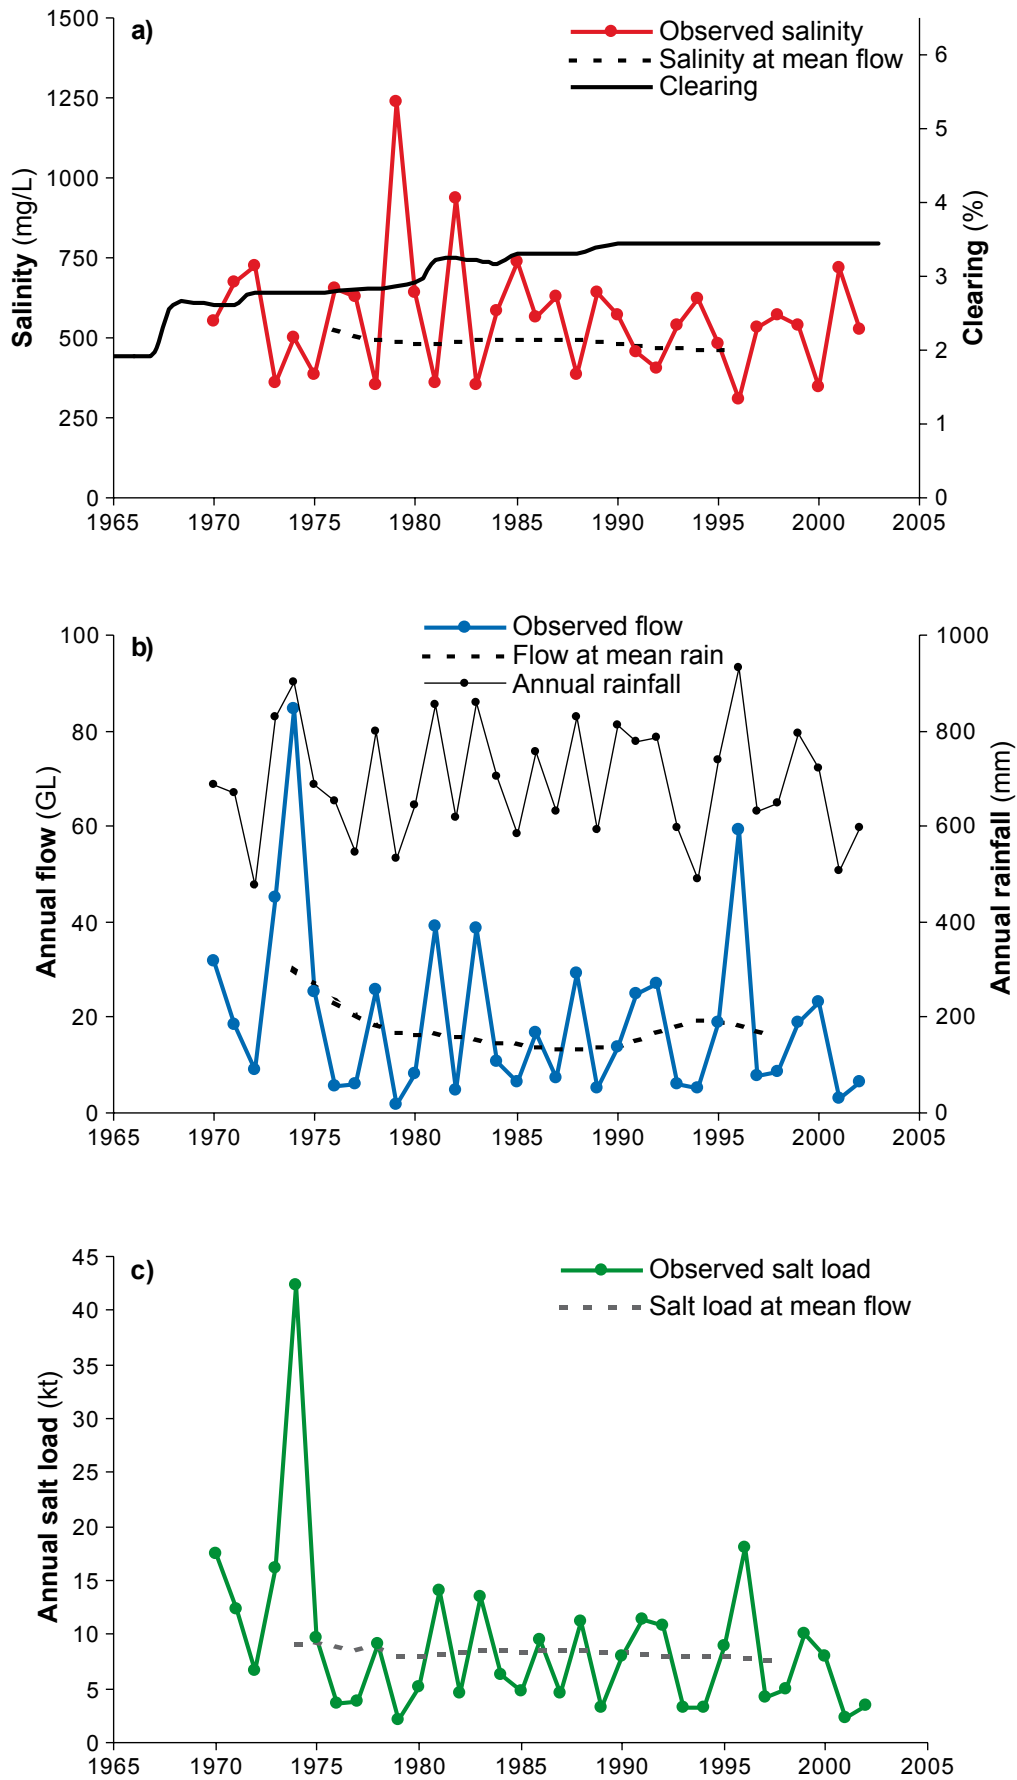 a)
Observed salinity
Salinity at mean flow
Clearing
Salinity (mg/L)
1500
1250
1000
750
500
250
0
Clearing (%)
6
5
4
3
2
1
0
1965 1970 1975 1980 1985 1990 1995 2000 2005
b)
Observed flow
Flow at mean rain
Annual rainfall
Annual flow (GL)
100
80
60
40
20
0
Annual rainfall (mm)
1000
800
600
400
200
0
1965 1970 1975 1980 1985 1990 1995 2000 2005
c)
Observed salt load
Salt load at mean flow
Annual salt load (kt)
45
40
35
30
25
20
15
10
5
0
1965 1970 1975 1980 1985 1990 1995 2000 2005